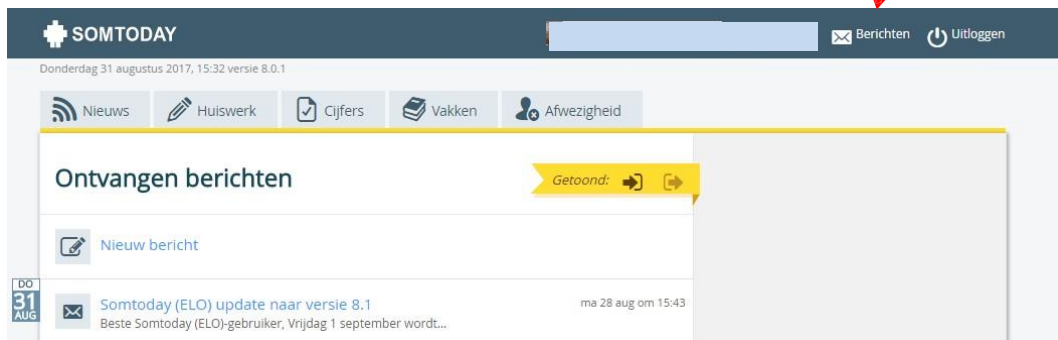 SOMTODAY
Berichten Uitloggen
Donderdag 31 augustus 2017, 15:32 versie 8.0.1
Nieuws Huiswerk Cijfers Vakken Afwezigheid
Ontvangen berichten
Getoond:
Nieuw bericht
DO
31
AUG
Somtoday (ELO) update naar versie 8.1
ma 28 aug om 15:43
Beste Somtoday (ELO)-gebruiker, Vrijdag 1 september wordt...